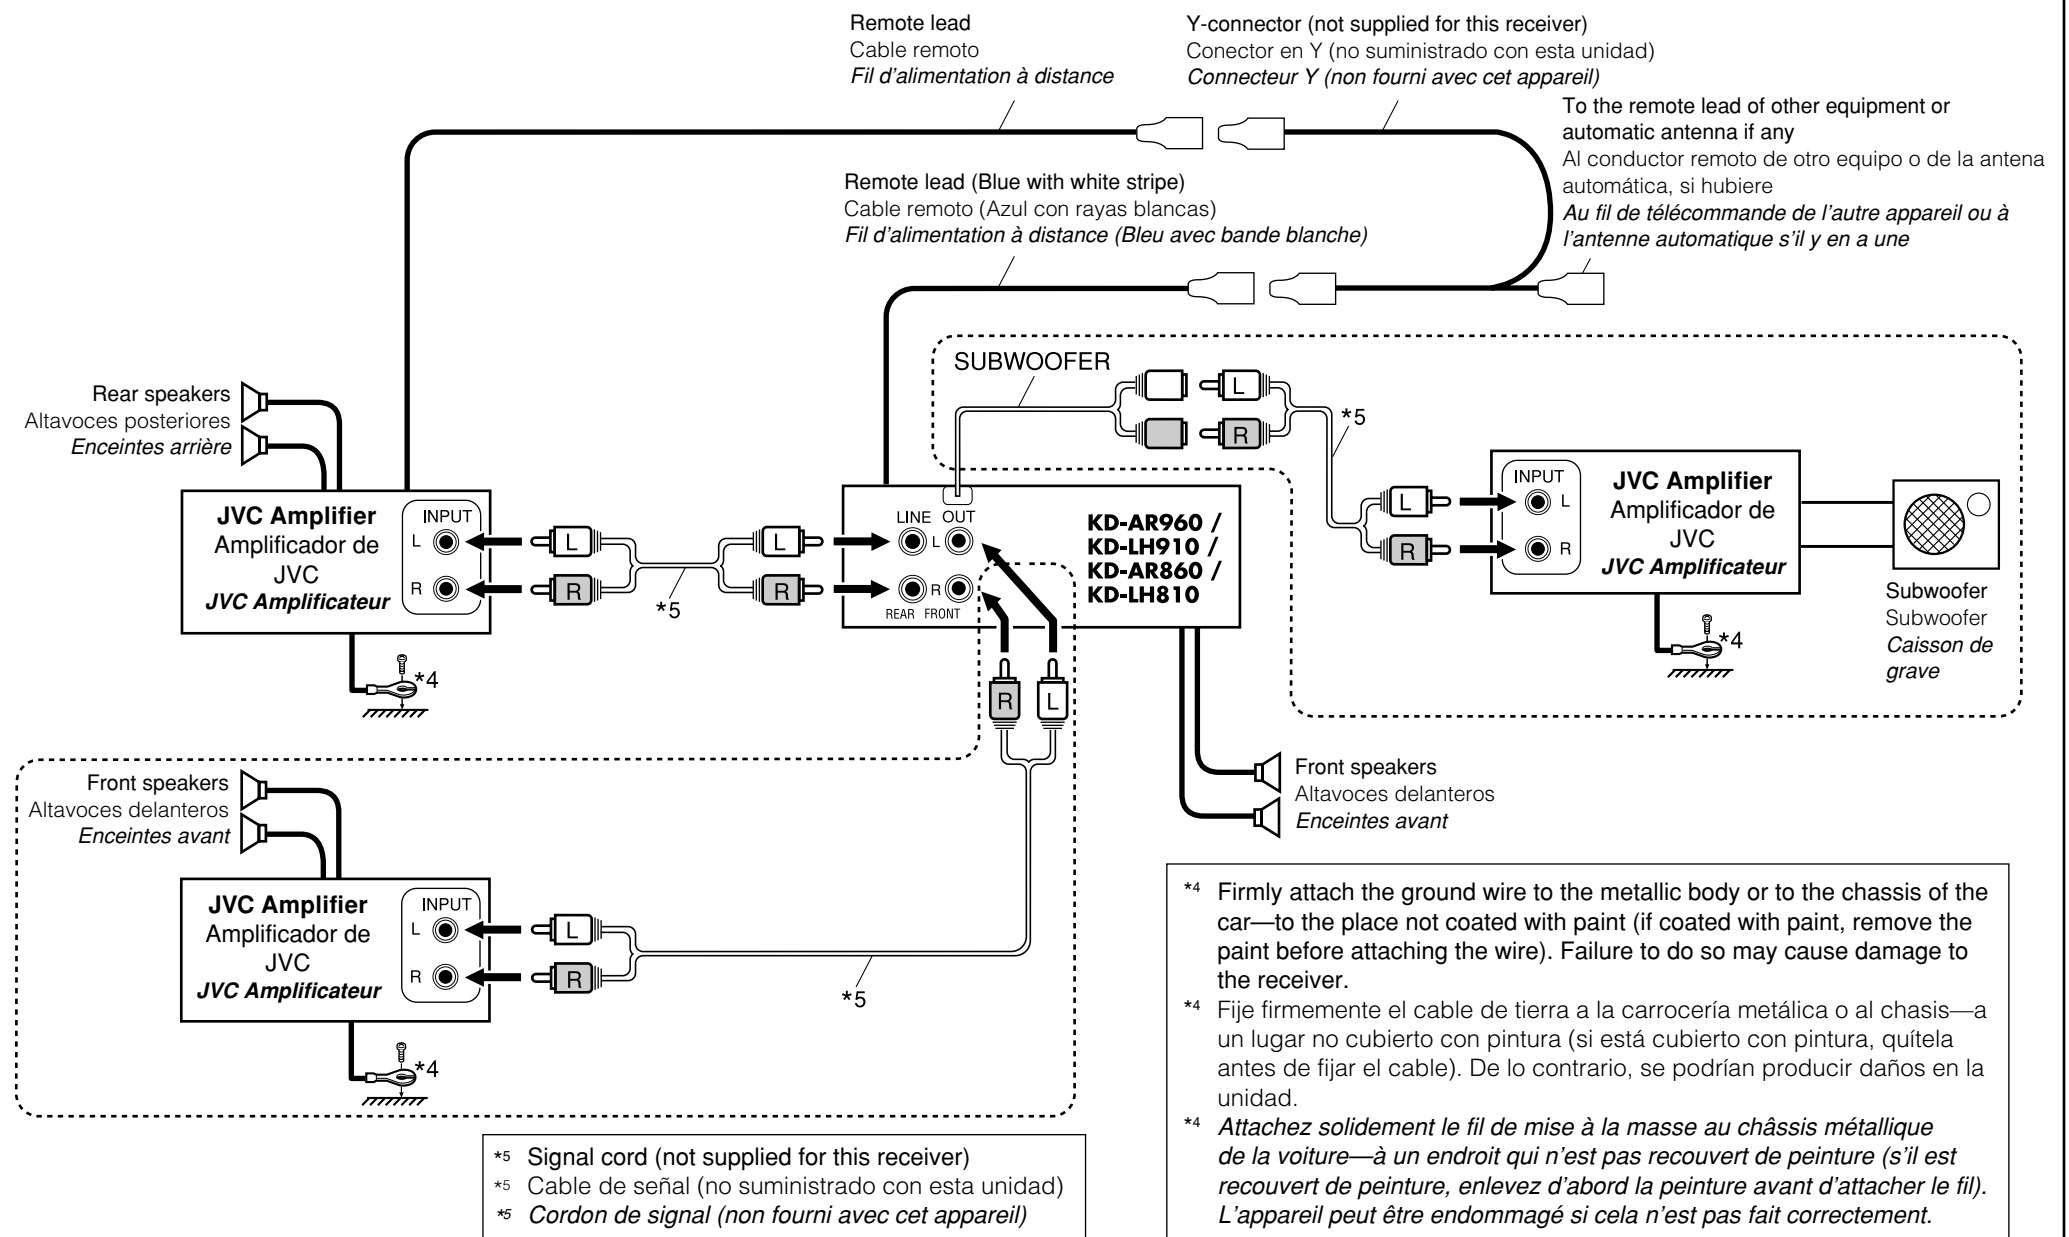 Remote lead
Cable remoto
Fil d'alimentation à distance
Y-connector (not supplied for this receiver)
Conector en Y (no suministrado con esta unidad)
Connecteur Y (non fourni avec cet appareil)
To the remote lead of other equipment or
automatic antenna if any
Al conductor remoto de otro equipo o de la antena
automática, si hubiere
Au fil de télécommande de l'autre appareil ou à
l'antenne automatique s'il y en a une
Remote lead (Blue with white stripe)
Cable remoto (Azul con rayas blancas)
Fil d'alimentation à distance (Bleu avec bande blanche)
SUBWOOFER
L
R
*5
Rear speakers
Altavoces posteriores
Enceintes arrière
JVC Amplifier
Amplificador de
JVC
JVC Amplificateur
INPUT
L
R
*4
L
R
*5
L
R
LINE OUT
L
R
REAR FRONT
KD-AR960 /
KD-LH910 /
KD-AR860 /
KD-LH810
L
R
INPUT
L
R
JVC Amplifier
Amplificador de
JVC
JVC Amplificateur
*4
Subwoofer
Subwoofer
Caisson de
grave
R L
Front speakers
Altavoces delanteros
Enceintes avant
Front speakers
Altavoces delanteros
Enceintes avant
JVC Amplifier
Amplificador de
JVC
JVC Amplificateur
INPUT
L
R
L
R
*5
*4
*4 Firmly attach the ground wire to the metallic body or to the chassis of the
car—to the place not coated with paint (if coated with paint, remove the
paint before attaching the wire). Failure to do so may cause damage to
the receiver.
*4 Fije firmemente el cable de tierra a la carrocería metálica o al chasis—a
un lugar no cubierto con pintura (si está cubierto con pintura, quítela
antes de fijar el cable). De lo contrario, se podrían producir daños en la
unidad.
*4 Attachez solidement le fil de mise à la masse au châssis métallique
de la voiture—à un endroit qui n'est pas recouvert de peinture (s'il est
recouvert de peinture, enlevez d'abord la peinture avant d'attacher le fil).
L'appareil peut être endommagé si cela n'est pas fait correctement.
*5 Signal cord (not supplied for this receiver)
*5 Cable de señal (no suministrado con esta unidad)
*5 Cordon de signal (non fourni avec cet appareil)